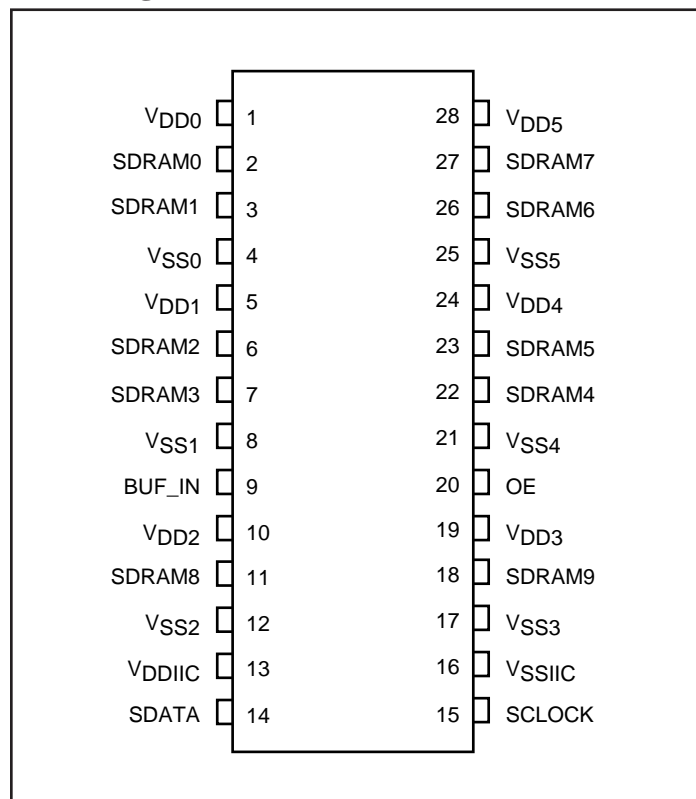 VDD0 1 28 VDD5
SDRAM0 2 27 SDRAM7
SDRAM1 3 26 SDRAM6
VSS0 4 25 VSS5
VDD1 5 24 VDD4
SDRAM2 6 23 SDRAM5
SDRAM3 7 22 SDRAM4
VSS1 8 21 VSS4
BUF_IN 9 20 OE
VDD2 10 19 VDD3
SDRAM8 11 18 SDRAM9
VSS2 12 17 VSS3
VDDIIC 13 16 VSSIIC
SDATA 14 15 SCLOCK